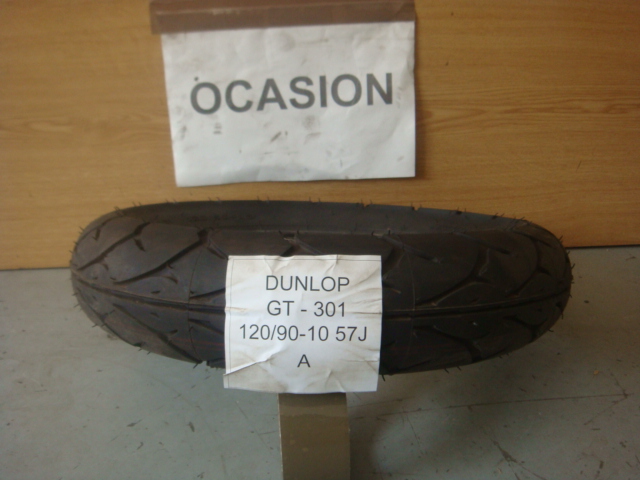 OCASION
DUNLOP
GT - 301
120/90-10 57J
A